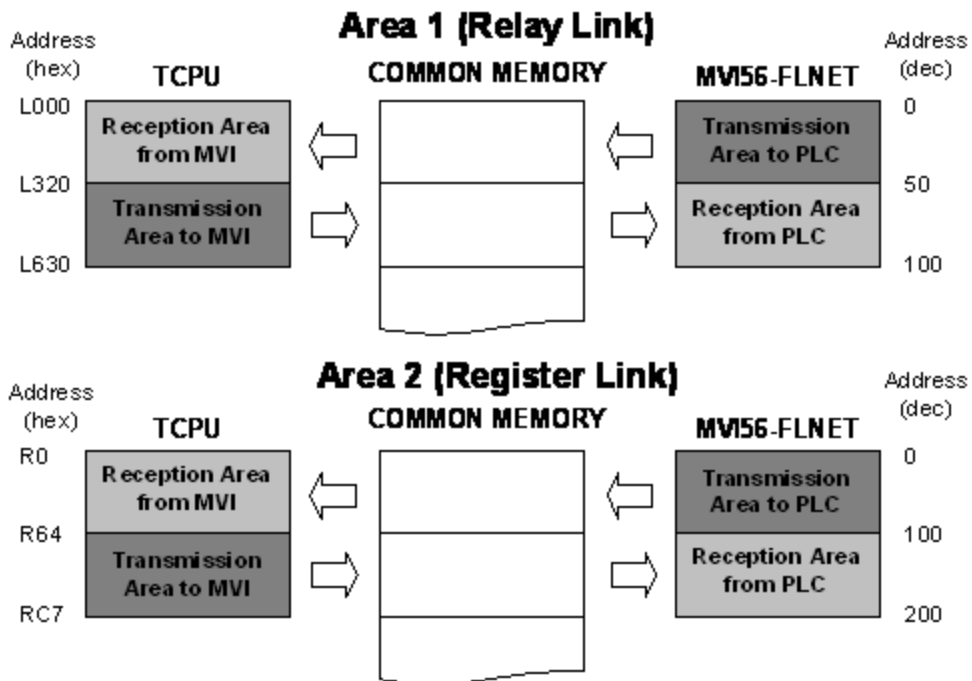 Area 1 (Relay Link)
Address
(hex)
TCPU
COMMON MEMORY
MVI56-FLNET
Address
(dec)
L000
Reception Area
from MVI
Transmission
Area to PLC
0
L320
Transmission
Area to MVI
Reception Area
from PLC
50
L630
100
Area 2 (Register Link)
Address
(hex)
TCPU
COMMON MEMORY
MVI56-FLNET
Address
(dec)
R0
Reception Area
from MVI
Transmission
Area to PLC
0
R64
Transmission
Area to MVI
Reception Area
from PLC
100
RC7
200